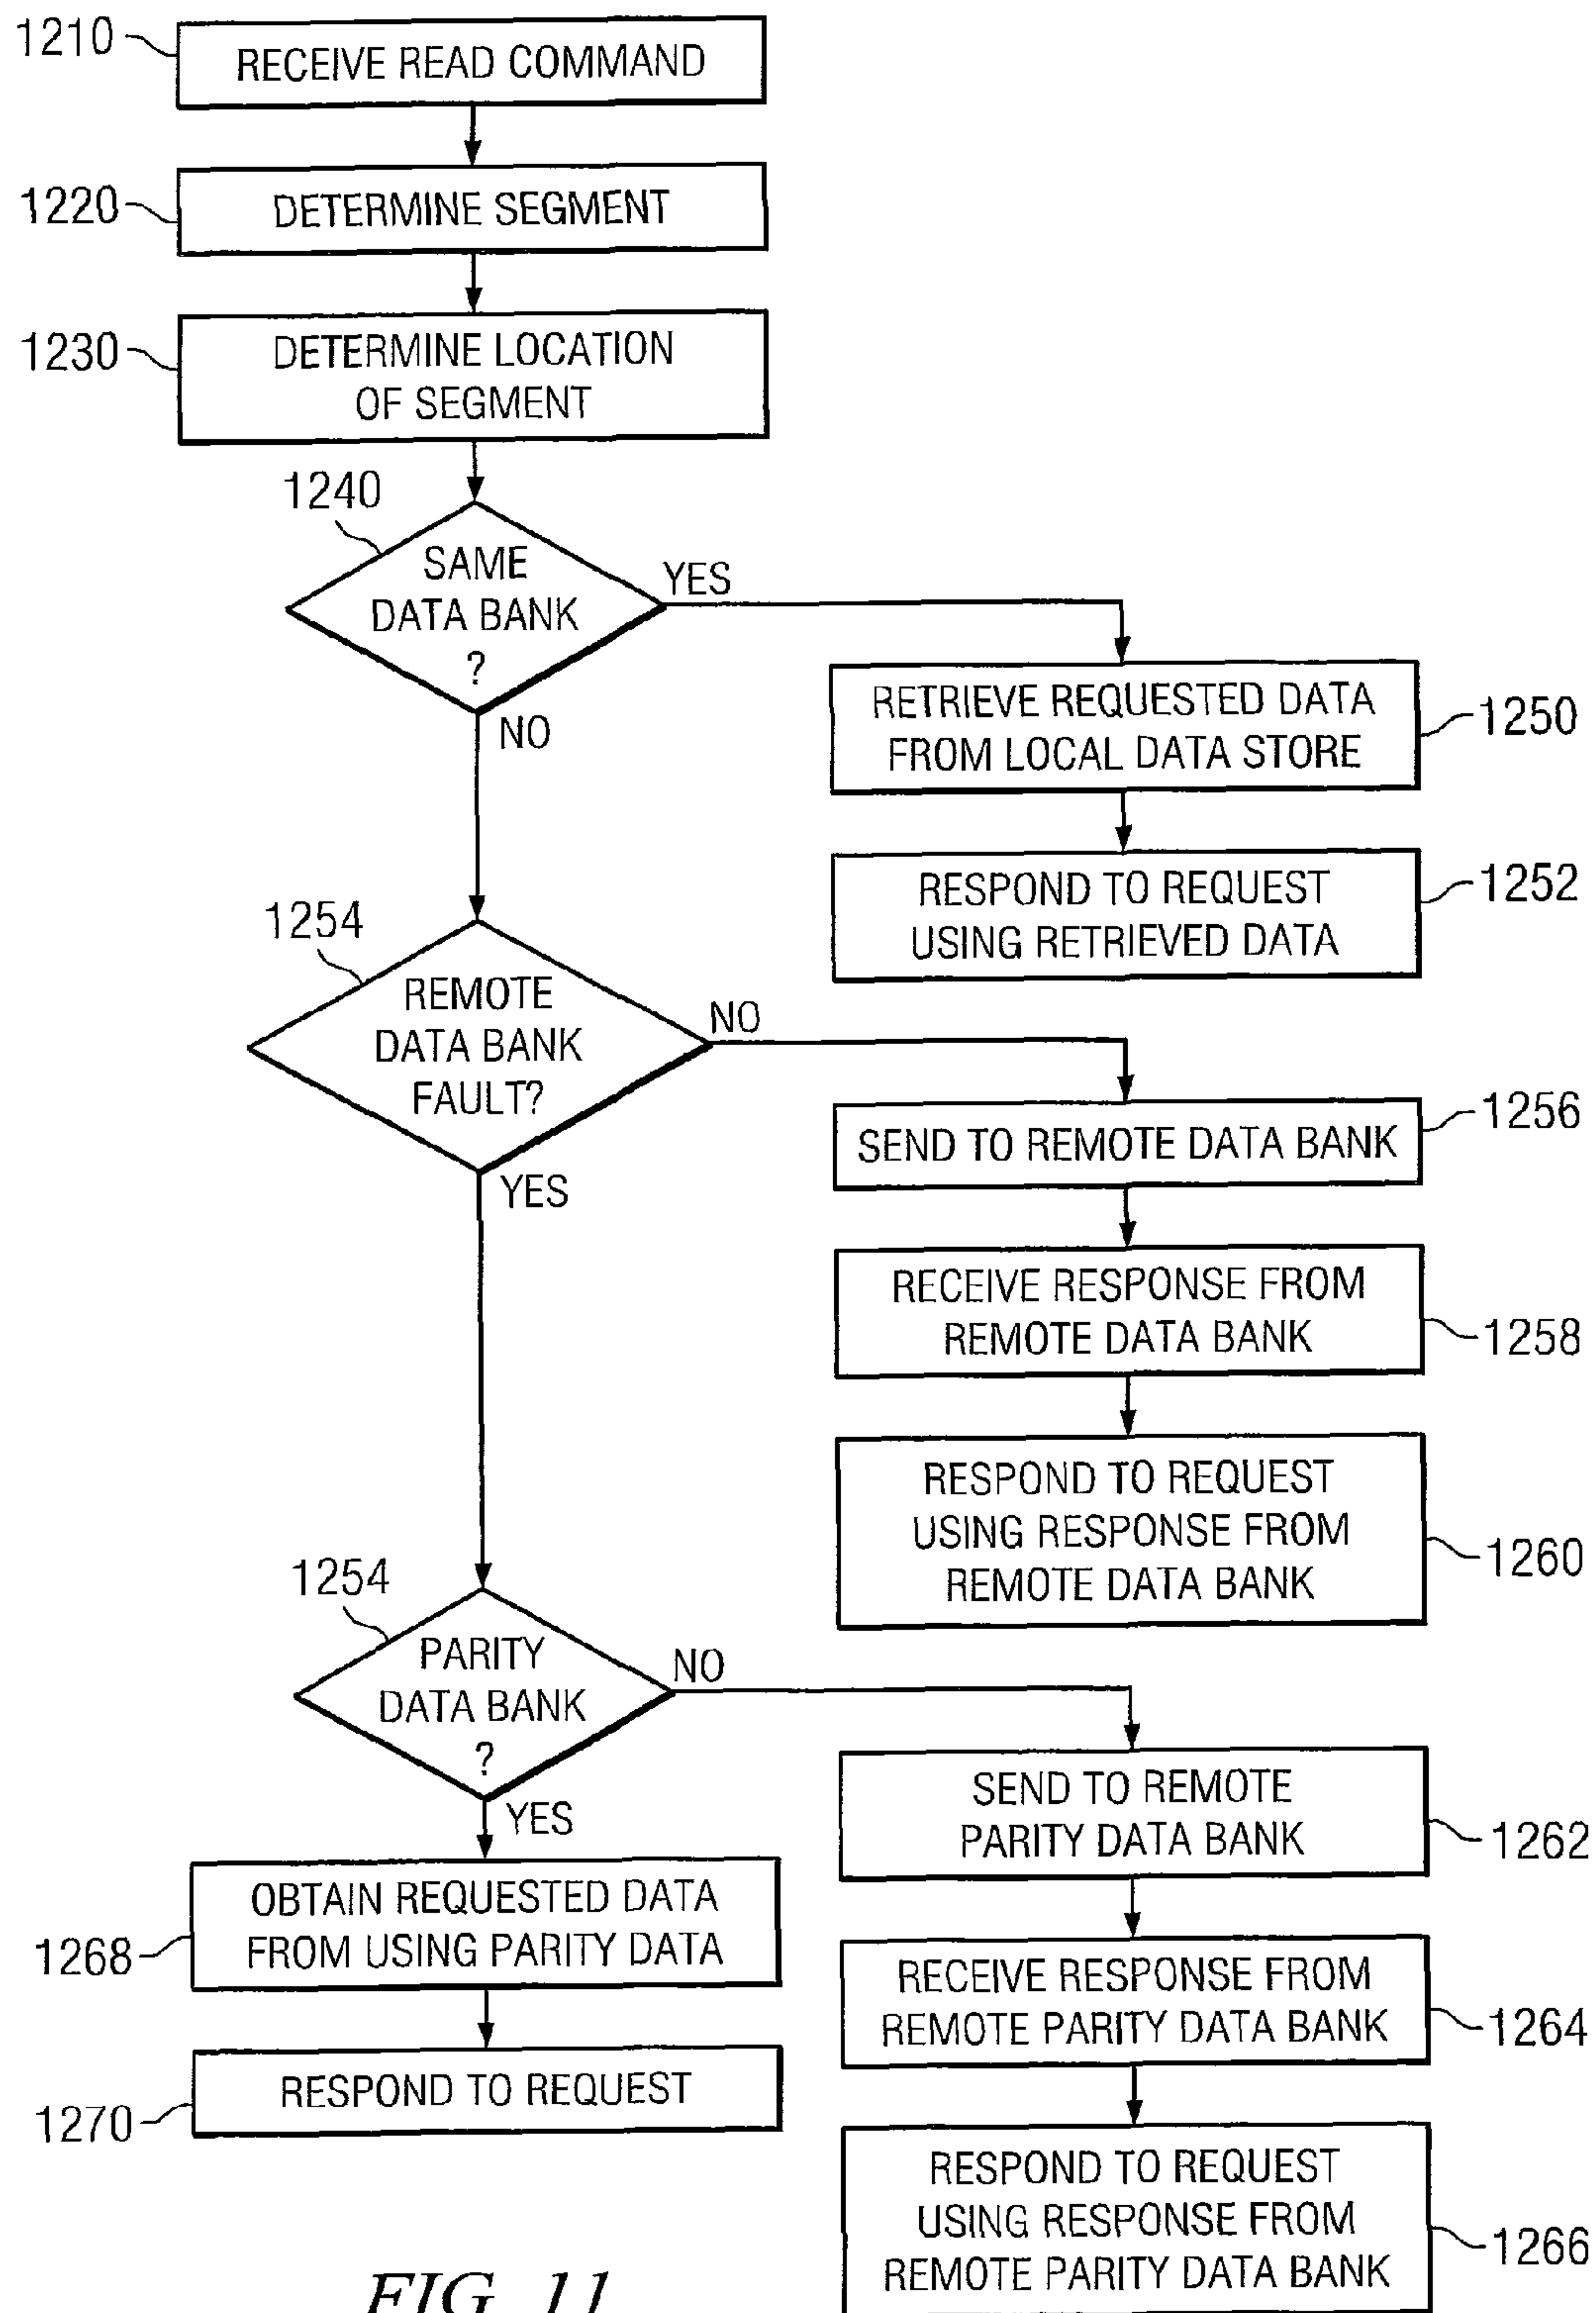 1210
RECEIVE READ COMMAND
1220
DETERMINE SEGMENT
1230
DETERMINE LOCATION
OF SEGMENT
1240
SAME
DATA BANK
?
YES
NO
RETRIEVE REQUESTED DATA
FROM LOCAL DATA STORE
1250
RESPOND TO REQUEST
USING RETRIEVED DATA
1252
1254
REMOTE
DATA BANK
FAULT?
NO
YES
SEND TO REMOTE DATA BANK
1256
RECEIVE RESPONSE FROM
REMOTE DATA BANK
1258
RESPOND TO REQUEST
USING RESPONSE FROM
REMOTE DATA BANK
1260
1254
PARITY
DATA BANK
?
NO
YES
SEND TO REMOTE
PARITY DATA BANK
1262
OBTAIN REQUESTED DATA
FROM USING PARITY DATA
1268
RECEIVE RESPONSE FROM
REMOTE PARITY DATA BANK
1264
RESPOND TO REQUEST
1270
RESPOND TO REQUEST
USING RESPONSE FROM
REMOTE PARITY DATA BANK
1266
FIG. 11